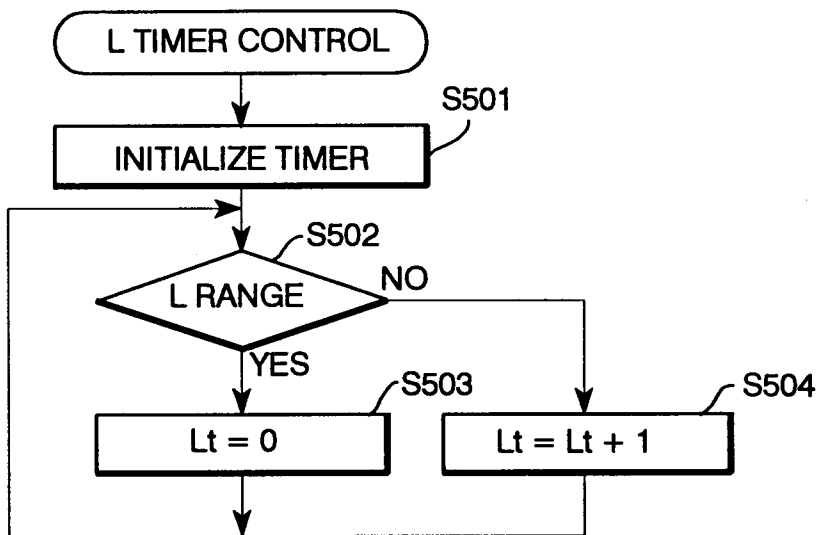 L TIMER CONTROL
S501
INITIALIZE TIMER
S502
L RANGE
NO
YES
S503
S504
Lt = 0
Lt = Lt + 1